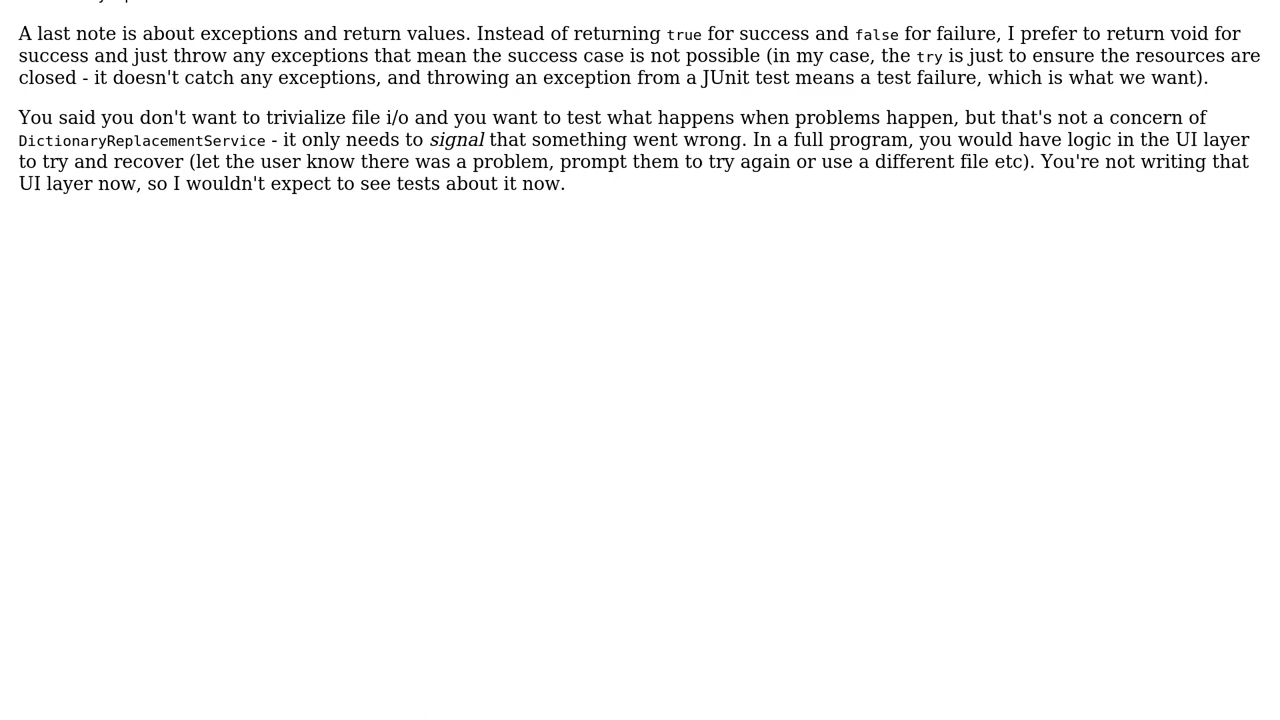 A last note is about exceptions and return values. Instead of returning true for success and false for failure, I prefer to return void for
success and just throw any exceptions that mean the success case is not possible (in my case, the try is just to ensure the resources are
closed - it doesn't catch any exceptions, and throwing an exception from a JUnit test means a test failure, which is what we want).
You said you don't want to trivialize file i/o and you want to test what happens when problems happen, but that's not a concern of
DictionaryReplacementService - it only needs to signal that something went wrong. In a full program, you would have logic in the UI layer
to try and recover (let the user know there was a problem, prompt them to try again or use a different file etc). You're not writing that
UI layer now, so I wouldn't expect to see tests about it now.